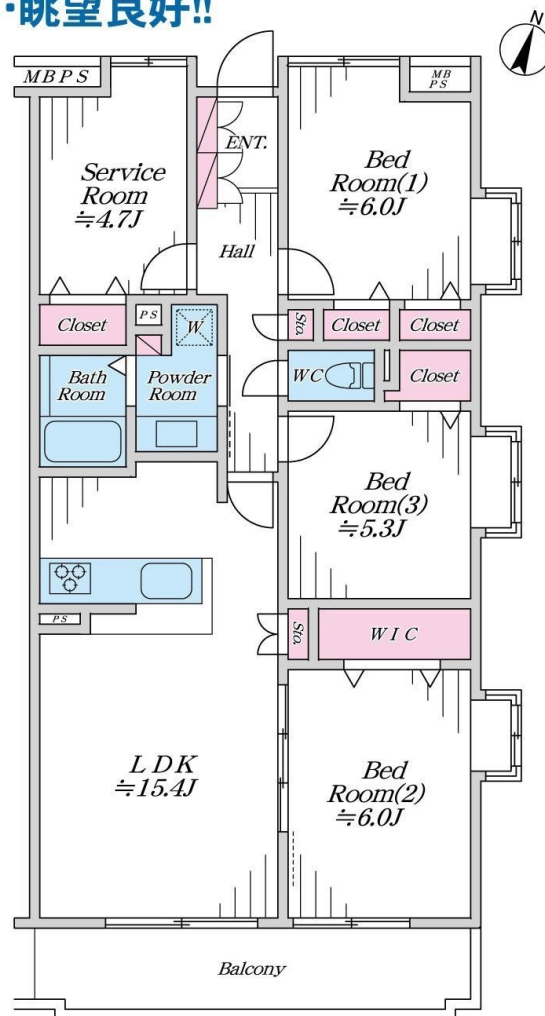 ・眺望良好!!
N
MBPS
MB
PS
ENT.
Service
Room
≒4.7J
Bed
Room(1)
≒6.0J
Hall
Closet
PS
W
Sto.
Closet
Closet
Bath
Room
Powder
Room
WC
Closet
Bed
Room(3)
≒5.3J
PS
Sto.
WIC
LDK
≒15.4J
Bed
Room(2)
≒6.0J
Balcony